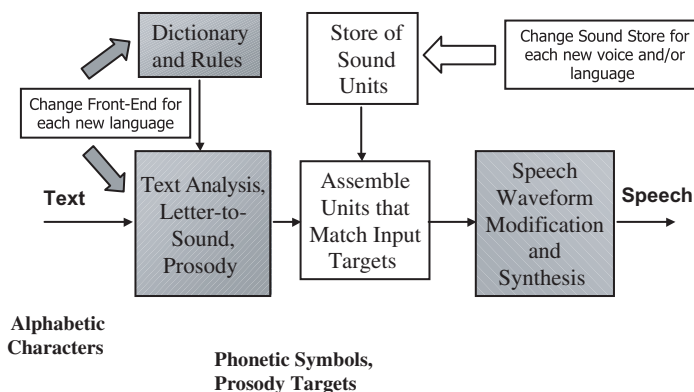 Dictionary
and Rules
Store of
Sound
Units
Change Sound Store for
each new voice and/or
language
Change Front-End for
each new language
Text
Text Analysis,
Letter-to-
Sound,
Prosody
Assemble
Units that
Match Input
Targets
Speech
Waveform
Modification
and
Synthesis
Speech
Alphabetic
Characters
Phonetic Symbols,
Prosody Targets